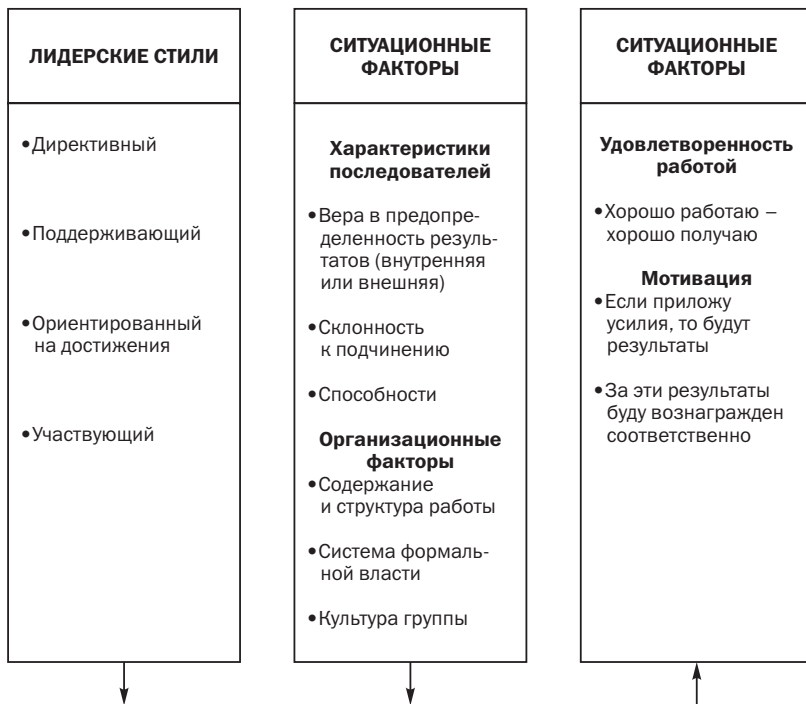 ЛИДЕРСКИЕ СТИЛИ
•Директивный
•Поддерживающий
•Ориентированный
на достижения
•Участвующий
СИТУАЦИОННЫЕ
ФАКТОРЫ
Характеристики
последователей
•Вера в предопре-
деленность резуль-
татов (внутренняя
или внешняя)
•Склонность
к подчинению
•Способности
Организационные
факторы
•Содержание
и структура работы
•Система формаль-
ной власти
•Культура группы
СИТУАЦИОННЫЕ
ФАКТОРЫ
Удовлетворенность
работой
•Хорошо работаю –
хорошо получаю
Мотивация
•Если приложу
усилия, то будут
результаты
•За эти результаты
буду вознагражден
соответственно